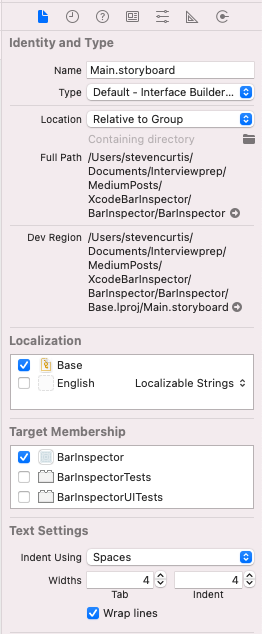 Identity and Type
Name Main.storyboard
Type Default - Interface Builder...
Location Relative to Group
Containing directory
Full Path /Users/stevencurtis/
Documents/Interviewprep/
MediumPosts/
XcodeBarInspector/
BarInspector/BarInspector
Dev Region /Users/stevencurtis/
Documents/Interviewprep/
MediumPosts/
XcodeBarInspector/
BarInspector/BarInspector/
Base.lproj/Main.storyboard
Localization
Base
English Localizable Strings
Target Membership
BarInspector
BarInspectorTests
BarInspectorUITests
Text Settings
Indent Using Spaces
Widths 4 4
Tab Indent
Wrap lines